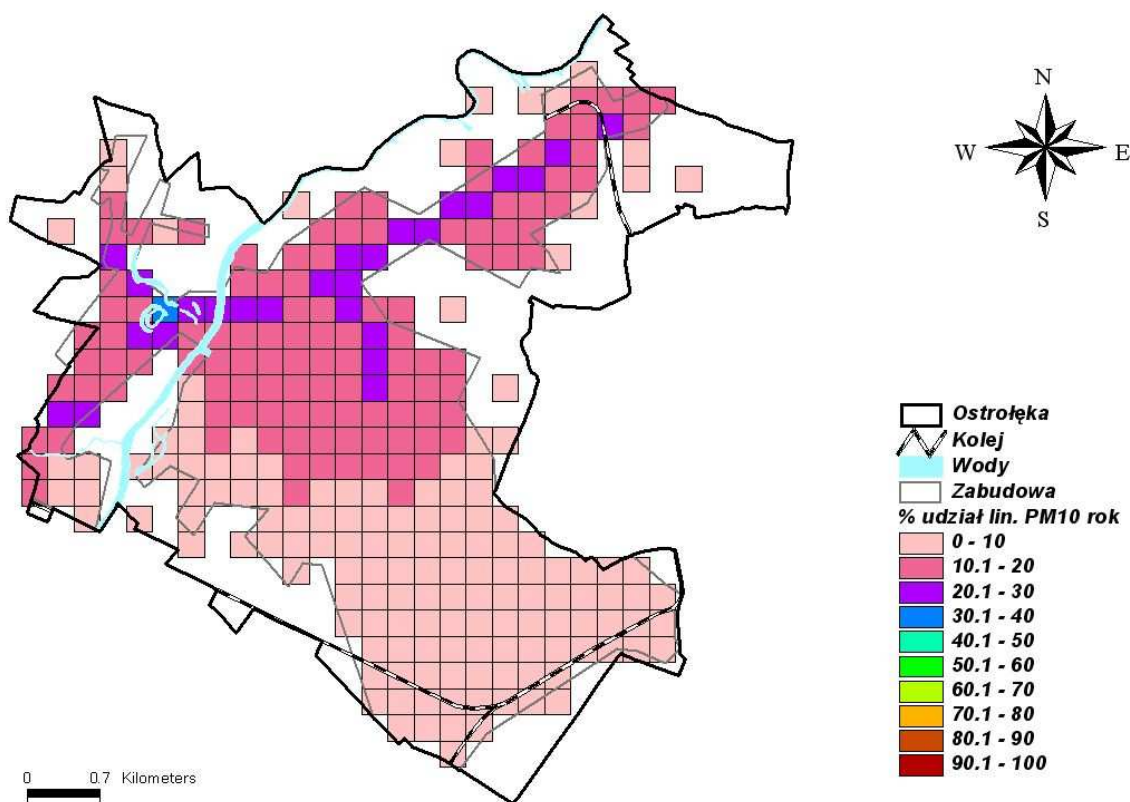 N
W E
S
Ostrołęka
Kolej
Wody
Zabudowa
% udział lin. PM10 rok
0 - 10
10.1 - 20
20.1 - 30
30.1 - 40
40.1 - 50
50.1 - 60
60.1 - 70
70.1 - 80
80.1 - 90
90.1 - 100
0 0.7 Kilometers